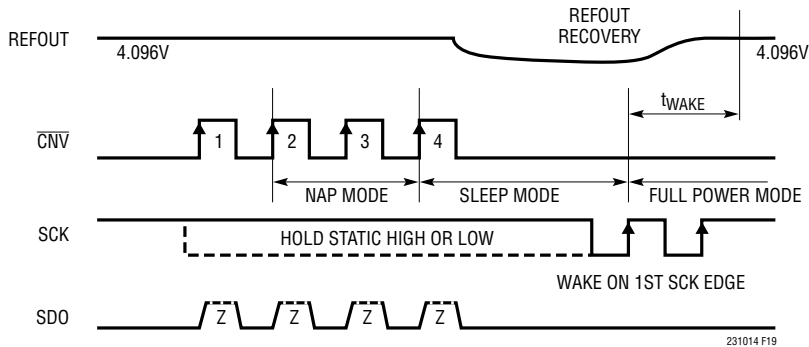 REFOUT
4.096V
REFOUT
RECOVERY
4.096V
tWAKE
CNV
1
2
3
4
NAP MODE
SLEEP MODE
FULL POWER MODE
SCK
HOLD STATIC HIGH OR LOW
WAKE ON 1ST SCK EDGE
SDO
Z
Z
Z
Z
231014 F19